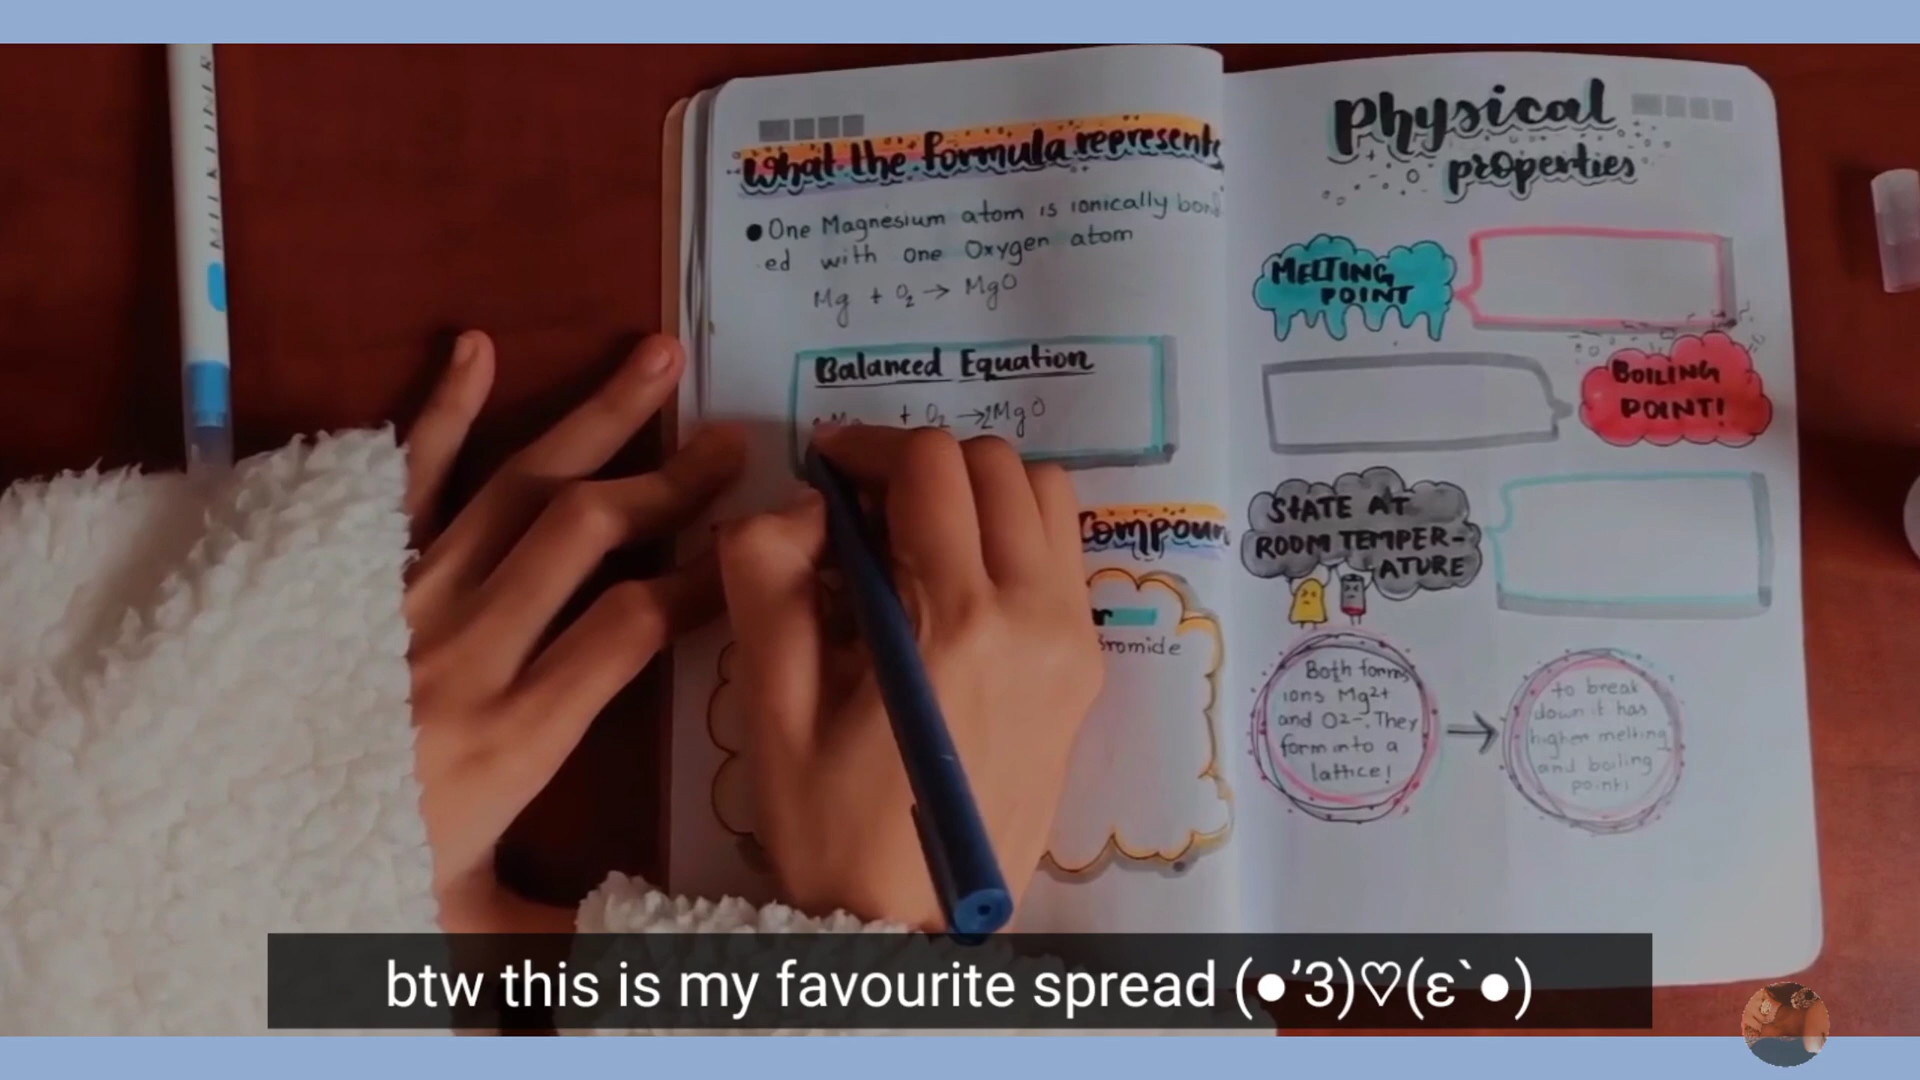 MILKLINER
What the formula represents
One Magnesium atom is ionically bond
ed with one Oxygen atom
Mg + O₂ → MgO
Balanced Equation
+ O₂ → 2MgO
Compoun
Bromide
Physical
properties
MELTING
POINT
BOILING
POINT!
STATE AT
ROOM TEMPER-
ATURE
Both forms
ions Mg2+
and O2-. They
form into a
lattice!
to break
down it has
higher melting
and boiling
point!
btw this is my favourite spread (●’3)♡(ε`●)